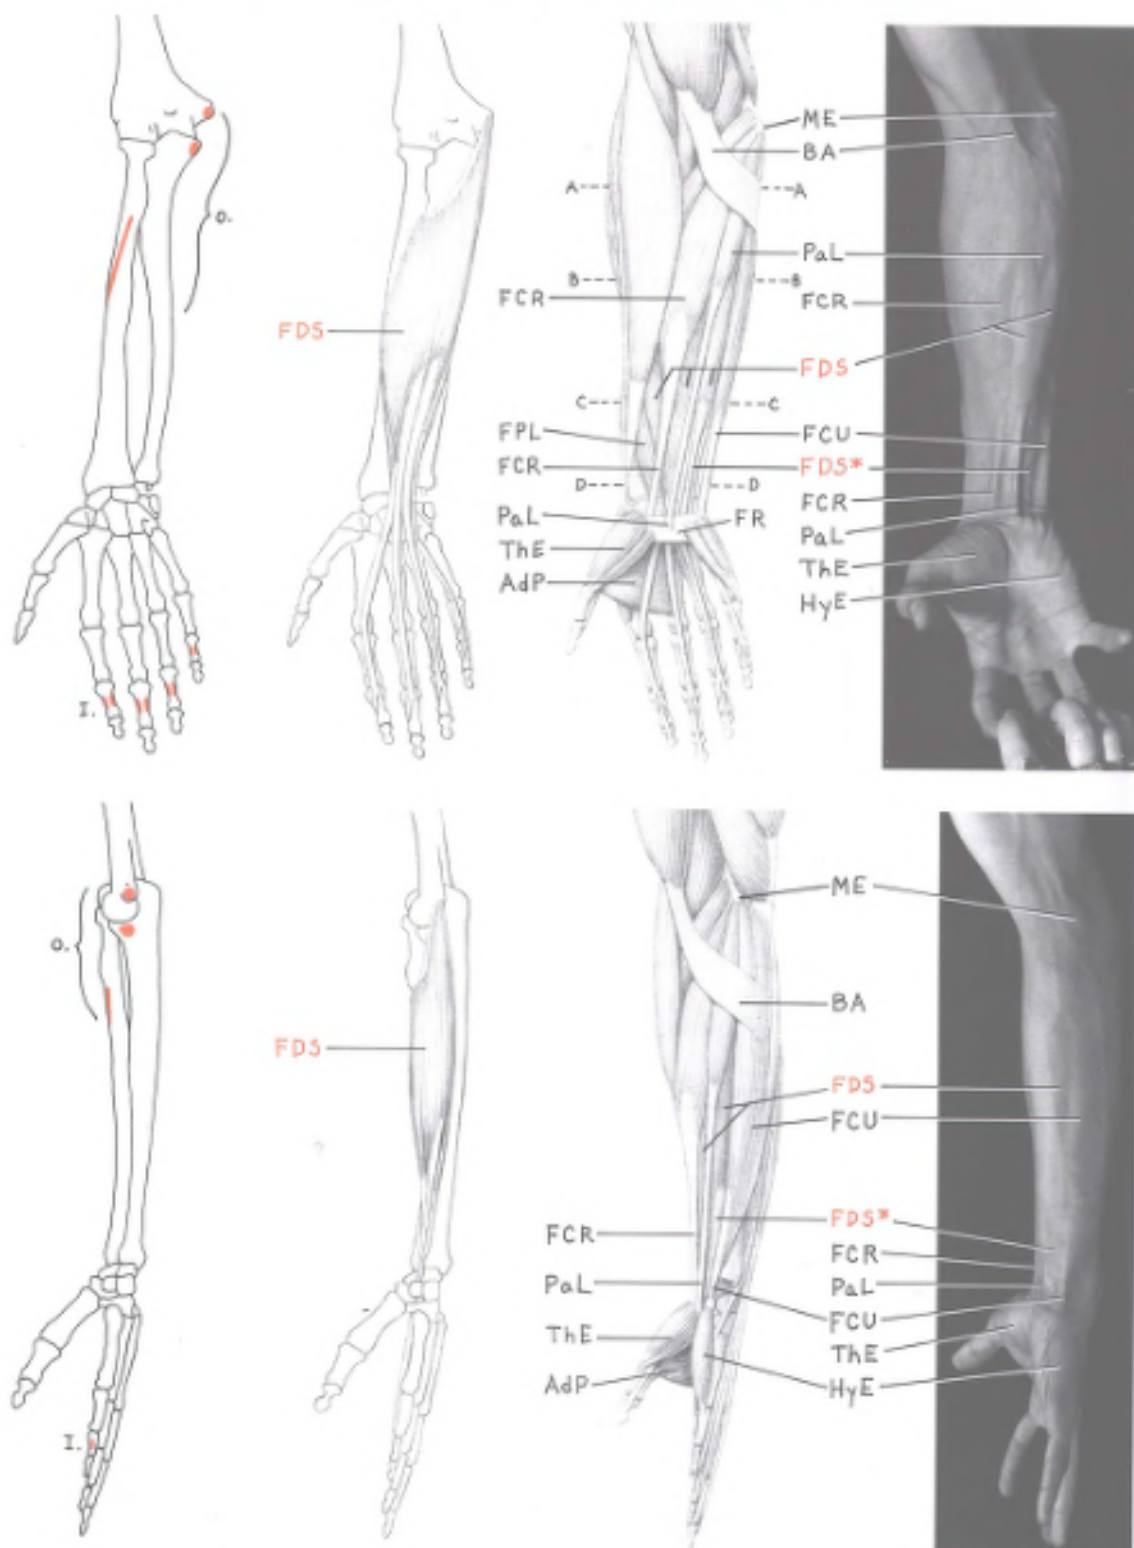 O.
I.
FDS
A
A
B
B
FCR
C
C
FPL
FCR
D
D
PaL
ThE
AdP
FR
ME
BA
PaL
FCR
FDS
FCU
FDS*
FCR
PaL
ThE
HyE
O.
I.
FDS
FCR
PaL
ThE
AdP
ME
BA
FDS
FCU
FDS*
FCR
PaL
FCU
ThE
HyE